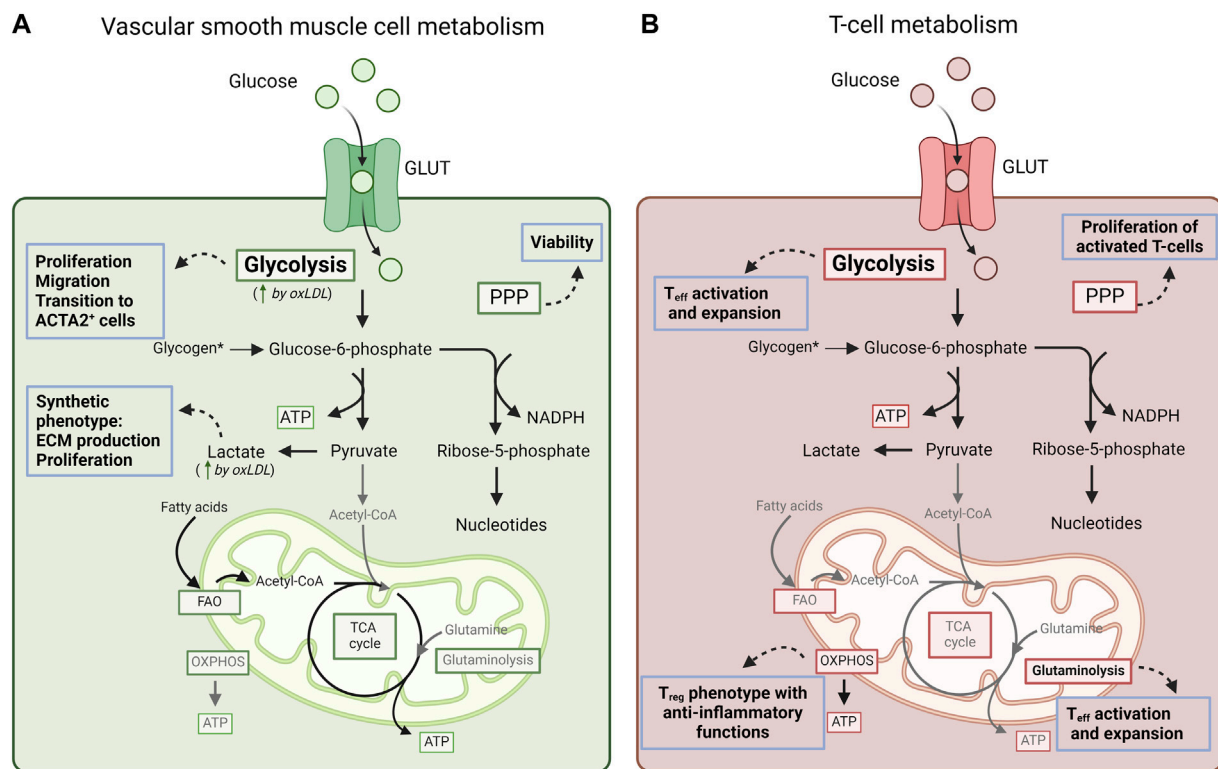 A
Vascular smooth muscle cell metabolism
Glucose
GLUT
Viability
Proliferation
Migration
Transition to
ACTA2⁺ cells
Glycolysis
(↑ by oxLDL)
PPP
Glycogen*
Glucose-6-phosphate
ATP
NADPH
Synthetic
phenotype:
ECM production
Proliferation
Lactate
(↑ by oxLDL)
Pyruvate
Ribose-5-phosphate
Fatty acids
Acetyl-CoA
Nucleotides
Acetyl-CoA
FAO
TCA
cycle
Glutamine
Glutaminolysis
OXPHOS
ATP
ATP
B
T-cell metabolism
Glucose
GLUT
Proliferation of
activated T-cells
Glycolysis
Teff activation
and expansion
PPP
Glycogen*
Glucose-6-phosphate
ATP
NADPH
Lactate
Pyruvate
Ribose-5-phosphate
Fatty acids
Acetyl-CoA
Nucleotides
Acetyl-CoA
FAO
TCA
cycle
Glutamine
OXPHOS
Glutaminolysis
Treg phenotype with
anti-inflammatory
functions
ATP
Teff activation
and expansion
ATP